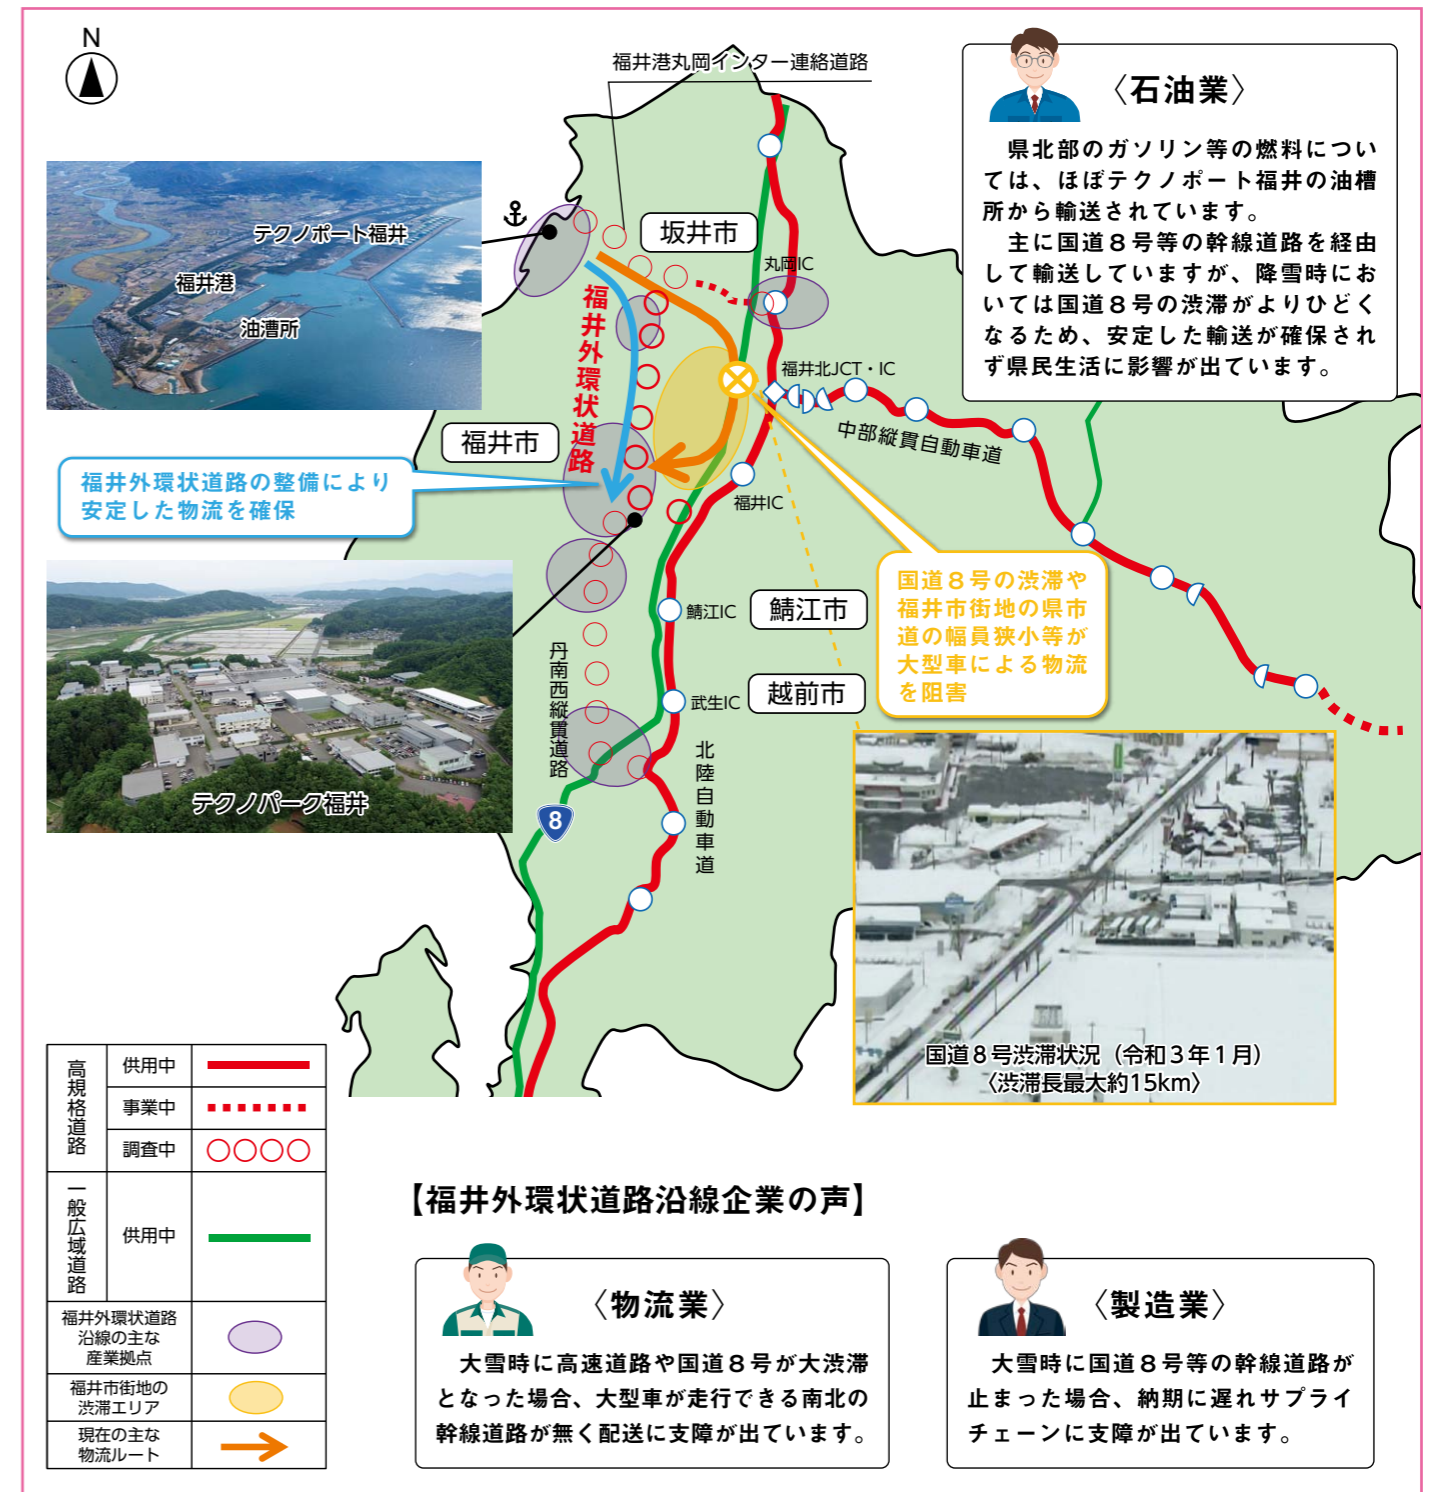 N
福井港丸岡インター連絡道路
〈石油業〉
県北部のガソリン等の燃料につい
ては、ほぼテクノポート福井の油槽
所から輸送されています。
主に国道８号等の幹線道路を経由
して輸送していますが、降雪時にお
いては国道８号の渋滞がよりひどく
なるため、安定した輸送が確保され
ず県民生活に影響が出ています。
テクノポート福井
福井港
油漕所
坂井市
丸岡IC
福井外環状道路
福井北JCT・IC
中部縦貫自動車道
福井市
福井IC
福井外環状道路の整備により
安定した物流を確保
国道８号の渋滞や
福井市街地の県市
道の幅員狭小等が
大型車による物流
を阻害
鯖江IC
鯖江市
丹南西縦貫道路
武生IC
越前市
北陸自動車道
テクノパーク福井
8
国道８号渋滞状況（令和３年１月）
〈渋滞長最大約15km〉
高規格道路
供用中
事業中
調査中
一般広域道路
供用中
福井外環状道路
沿線の主な
産業拠点
福井市街地の
渋滞エリア
現在の主な
物流ルート
【福井外環状道路沿線企業の声】
〈物流業〉
大雪時に高速道路や国道８号が大渋滞
となった場合、大型車が走行できる南北の
幹線道路が無く配送に支障が出ています。
〈製造業〉
大雪時に国道８号等の幹線道路が
止まった場合、納期に遅れサプライ
チェーンに支障が出ています。